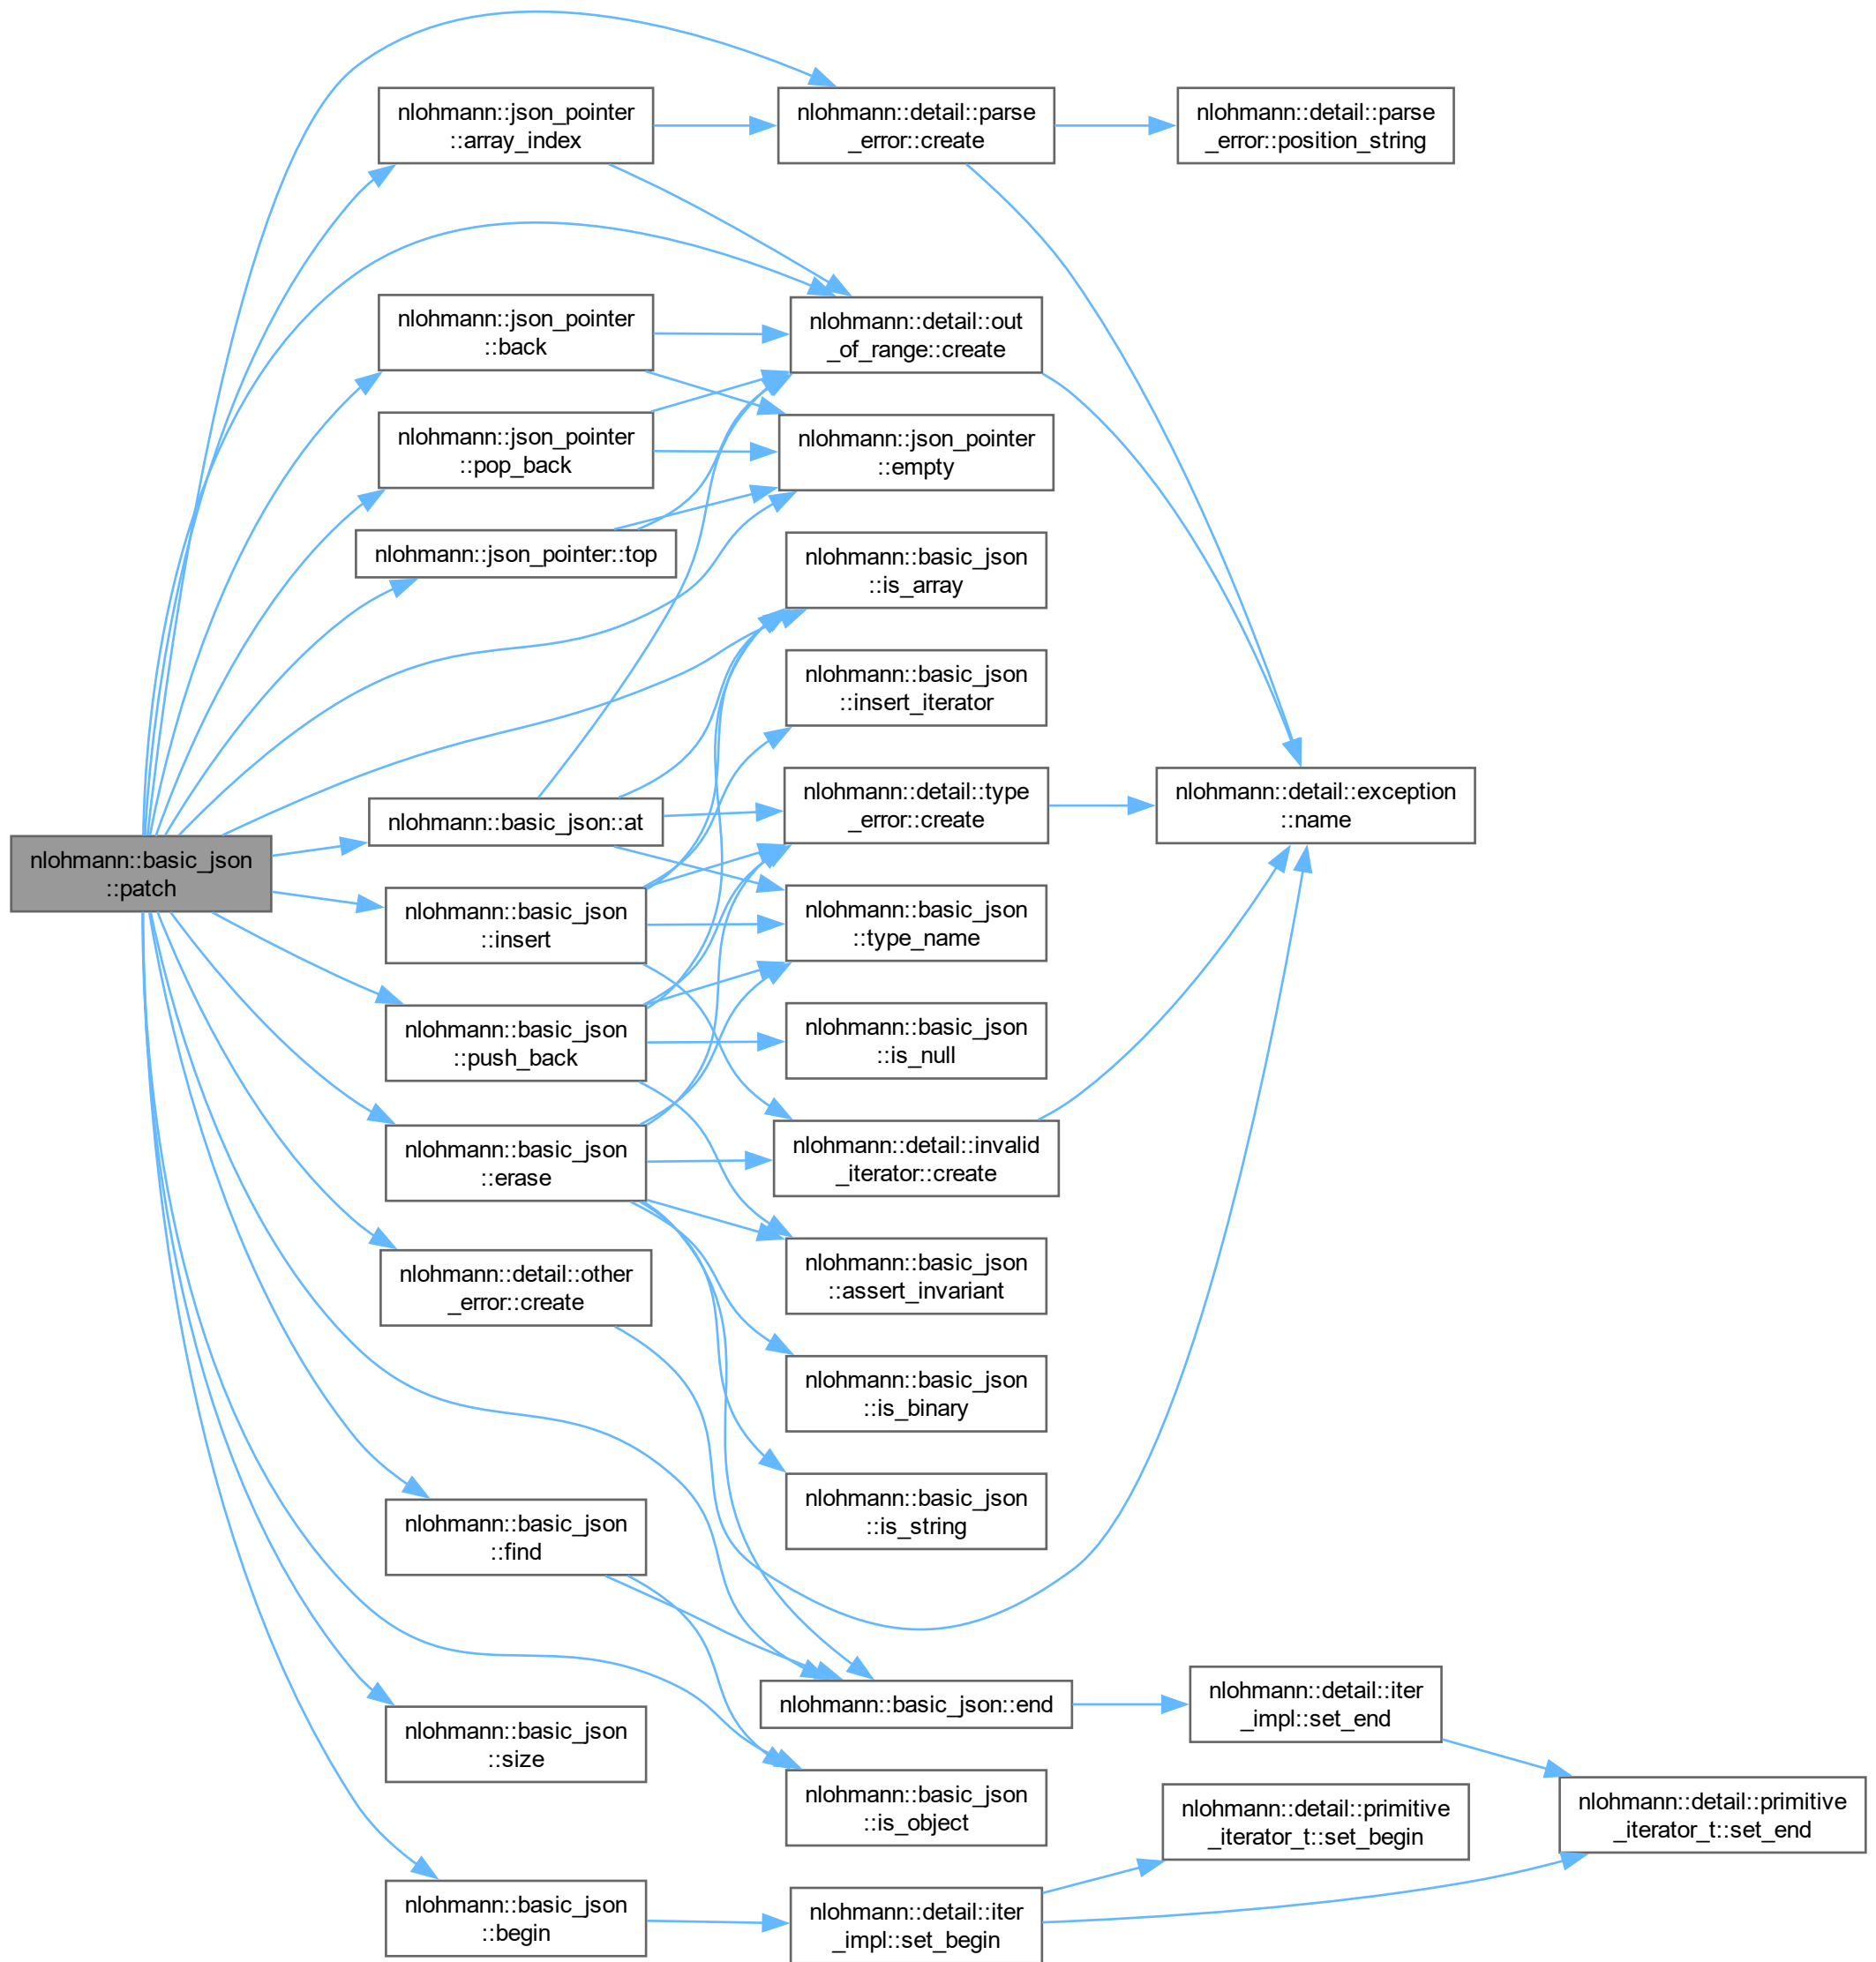 nlohmann::basic_json
::patch
nlohmann::json_pointer
::array_index
nlohmann::json_pointer
::back
nlohmann::json_pointer
::pop_back
nlohmann::json_pointer::top
nlohmann::basic_json::at
nlohmann::basic_json
::insert
nlohmann::basic_json
::push_back
nlohmann::basic_json
::erase
nlohmann::detail::other
_error::create
nlohmann::basic_json
::find
nlohmann::basic_json
::size
nlohmann::basic_json
::begin
nlohmann::detail::parse
_error::create
nlohmann::detail::out
_of_range::create
nlohmann::json_pointer
::empty
nlohmann::basic_json
::is_array
nlohmann::basic_json
::insert_iterator
nlohmann::detail::type
_error::create
nlohmann::basic_json
::type_name
nlohmann::basic_json
::is_null
nlohmann::detail::invalid
_iterator::create
nlohmann::basic_json
::assert_invariant
nlohmann::basic_json
::is_binary
nlohmann::basic_json
::is_string
nlohmann::basic_json::end
nlohmann::basic_json
::is_object
nlohmann::detail::iter
_impl::set_begin
nlohmann::detail::parse
_error::position_string
nlohmann::detail::exception
::name
nlohmann::detail::iter
_impl::set_end
nlohmann::detail::primitive
_iterator_t::set_begin
nlohmann::detail::primitive
_iterator_t::set_end